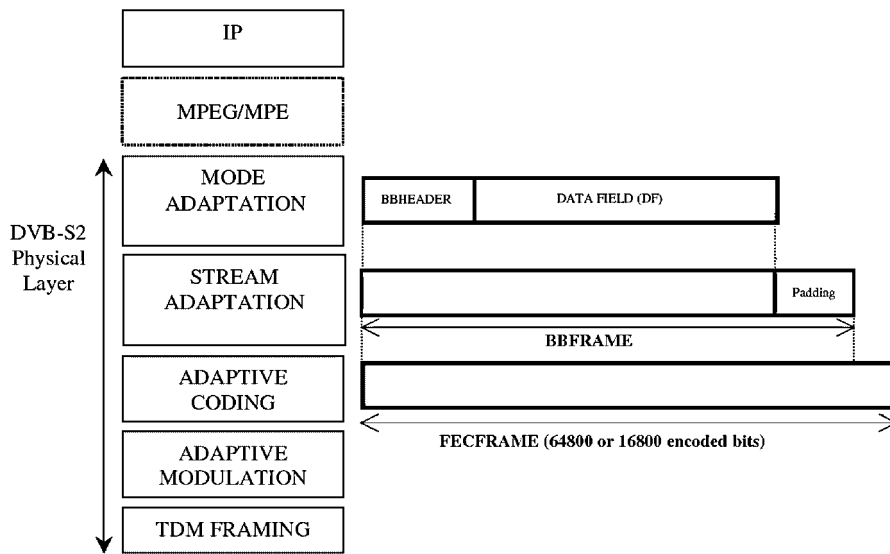 IP
MPEG/MPE
MODE
ADAPTATION
BBHEADER
DATA FIELD (DF)
DVB-S2
Physical
Layer
STREAM
ADAPTATION
Padding
BBFRAME
ADAPTIVE
CODING
FECFRAME (64800 or 16800 encoded bits)
ADAPTIVE
MODULATION
TDM FRAMING